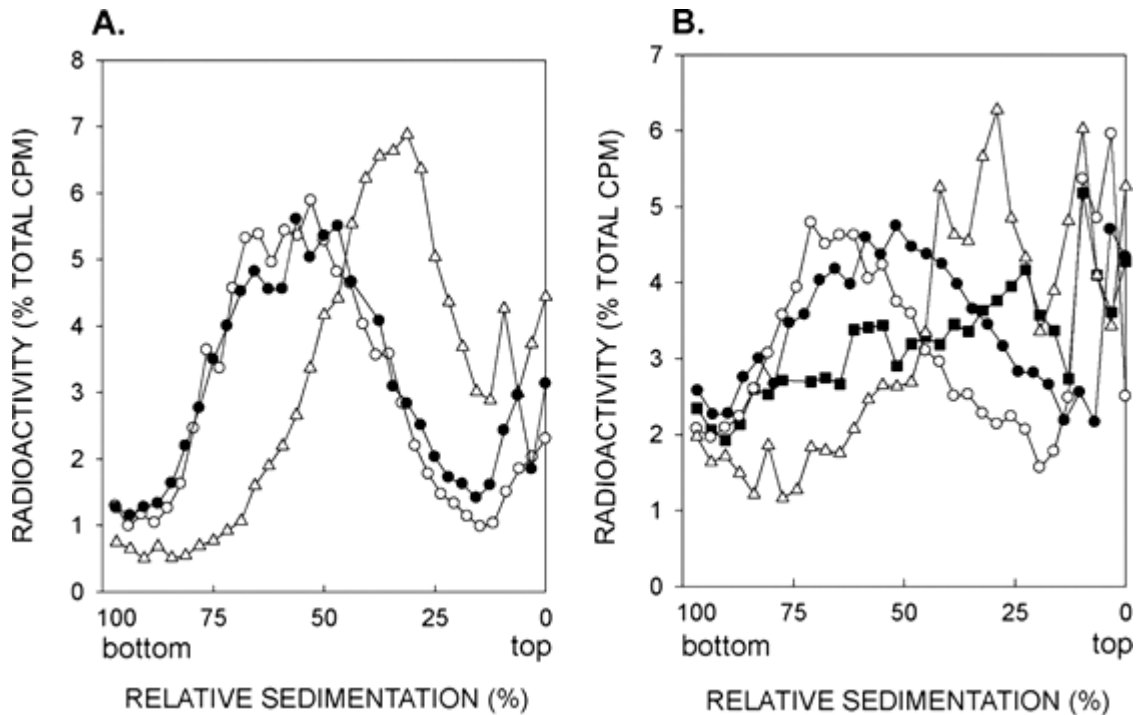 A.
8
7
6
5
4
3
2
1
0
RADIOACTIVITY (% TOTAL CPM)
100 75 50 25 0
bottom top
RELATIVE SEDIMENTATION (%)
B.
7
6
5
4
3
2
1
0
RADIOACTIVITY (% TOTAL CPM)
100 75 50 25 0
bottom top
RELATIVE SEDIMENTATION (%)